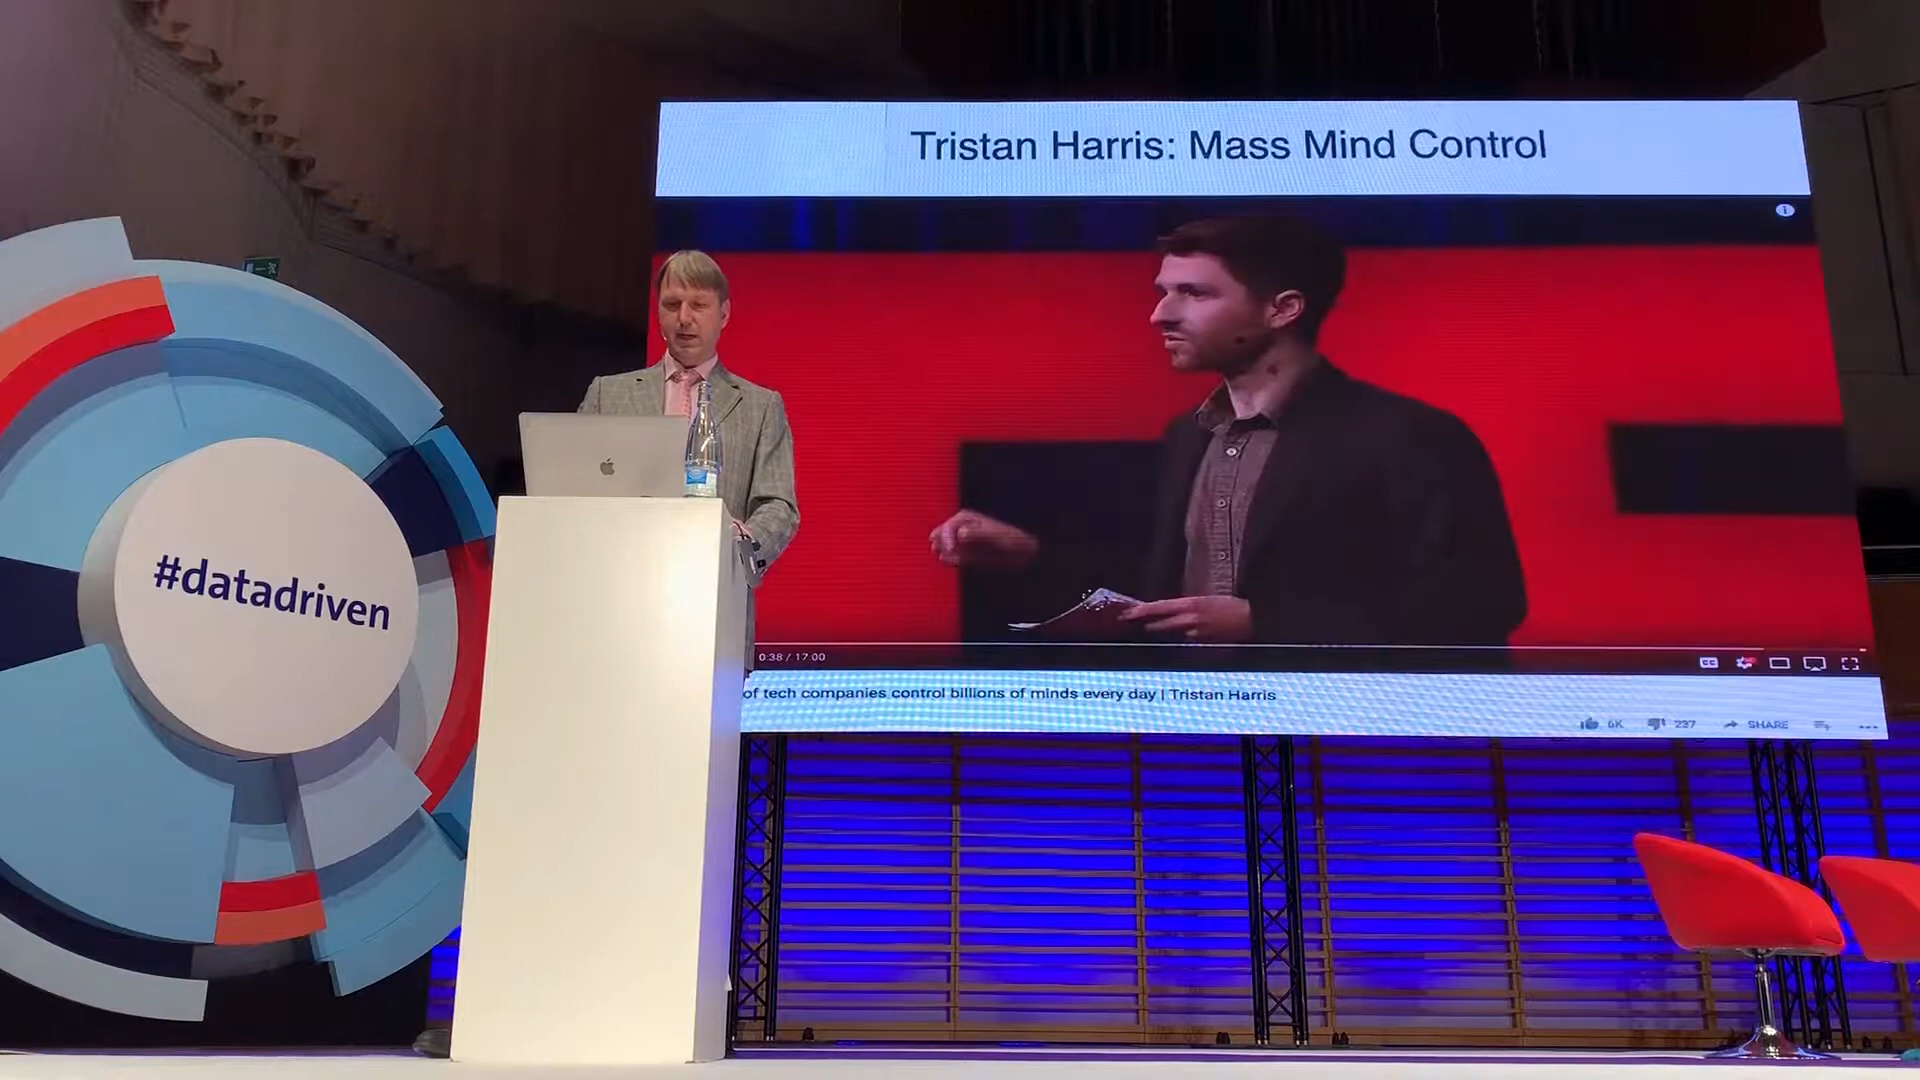 Tristan Harris: Mass Mind Control
#datadriven
0:38 / 17:00
of tech companies control billions of minds every day | Tristan Harris
6K
237
SHARE